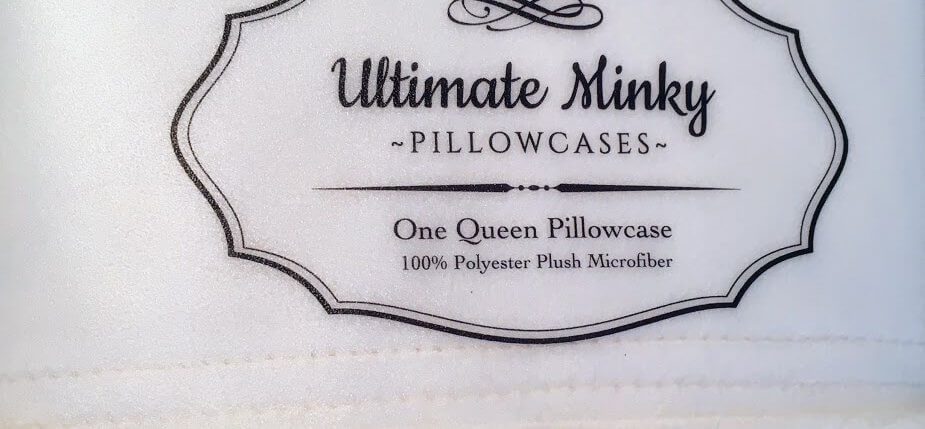 Ultimate Minky
~PILLOWCASES~
One Queen Pillowcase
100% Polyester Plush Microfiber